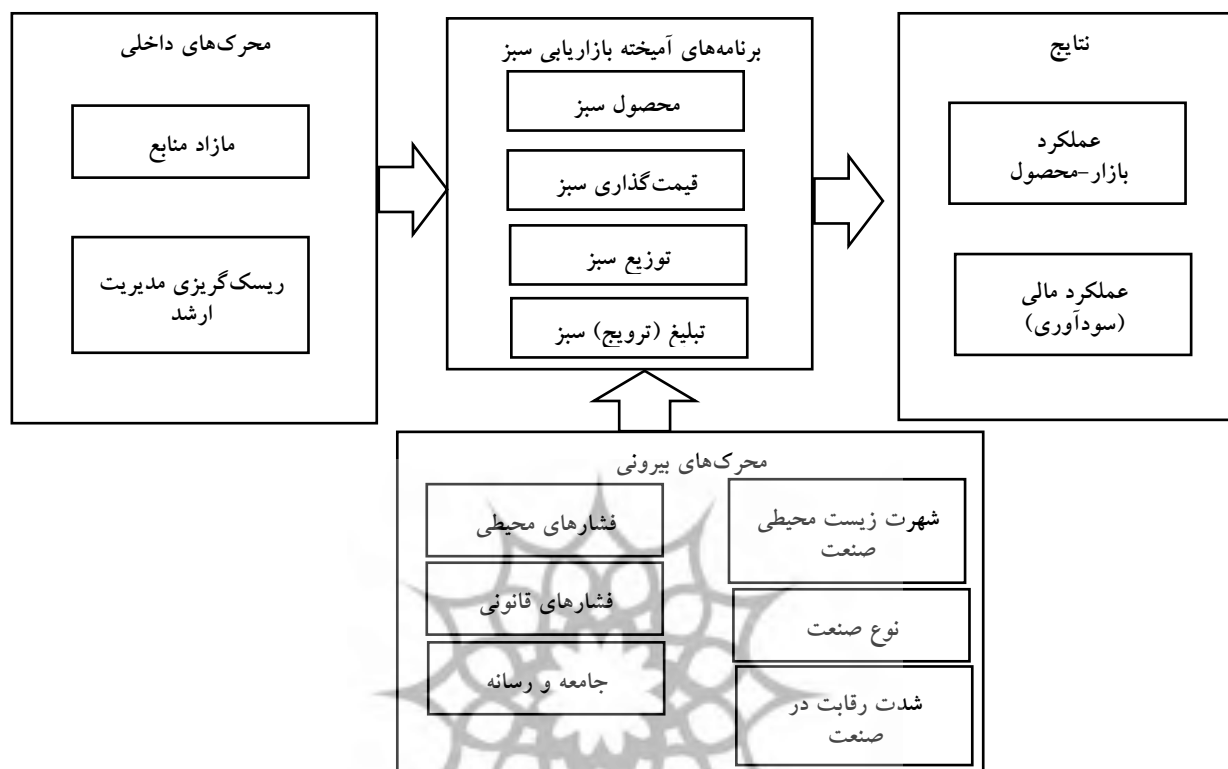 محرک‌های داخلی
مازاد منابع
ریسک‌گریزی مدیریت
ارشد
برنامه‌های آمیخته بازاریابی سبز
محصول سبز
قیمت‌گذاری سبز
توزیع سبز
تبلیغ (ترویج) سبز
نتایج
عملکرد
بازار-محصول
عملکرد مالی
(سودآوری)
محرک‌های بیرونی
شهرت زیست محیطی
صنعت
نوع صنعت
شدت رقابت در
صنعت
فشارهای محیطی
فشارهای قانونی
جامعه و رسانه